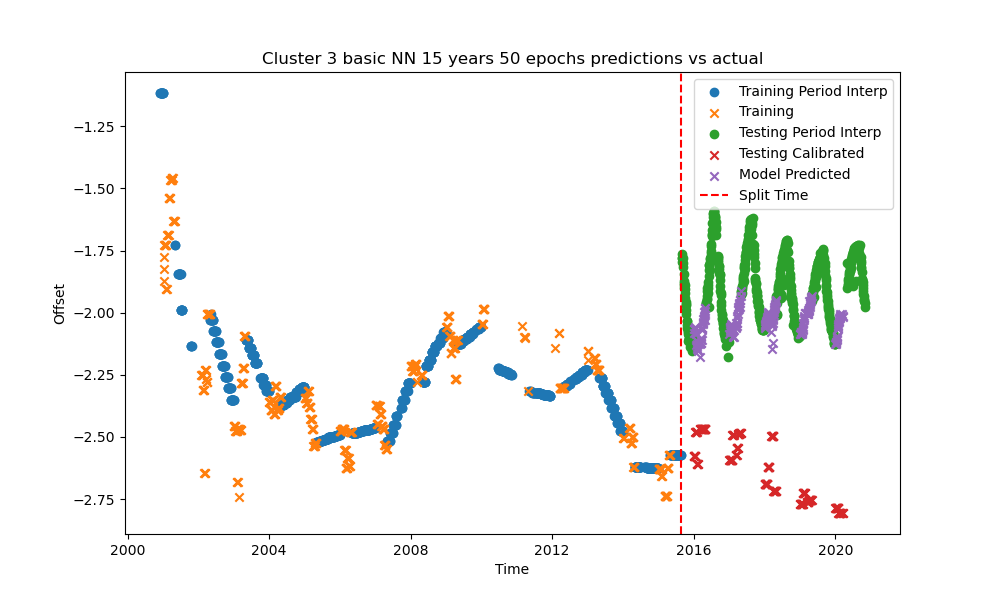 Cluster 3 basic NN 15 years 50 epochs predictions vs actual
Training Period Interp
Training
Testing Period Interp
Testing Calibrated
Model Predicted
Split Time
Offset
−1.25
−1.50
−1.75
−2.00
−2.25
−2.50
−2.75
2000 2004 2008 2012 2016 2020
Time